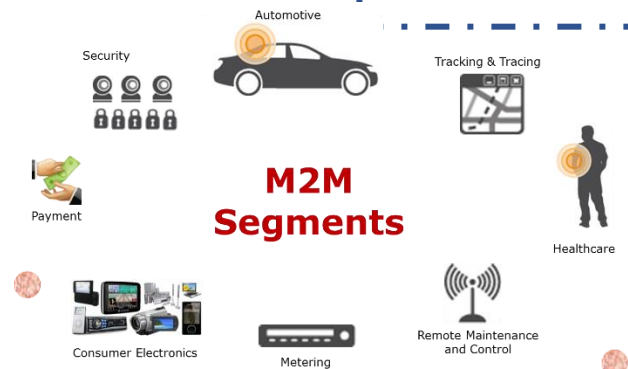 Automotive
Security
Tracking & Tracing
M2M
Segments
Payment
Healthcare
Remote Maintenance
and Control
Consumer Electronics
Metering